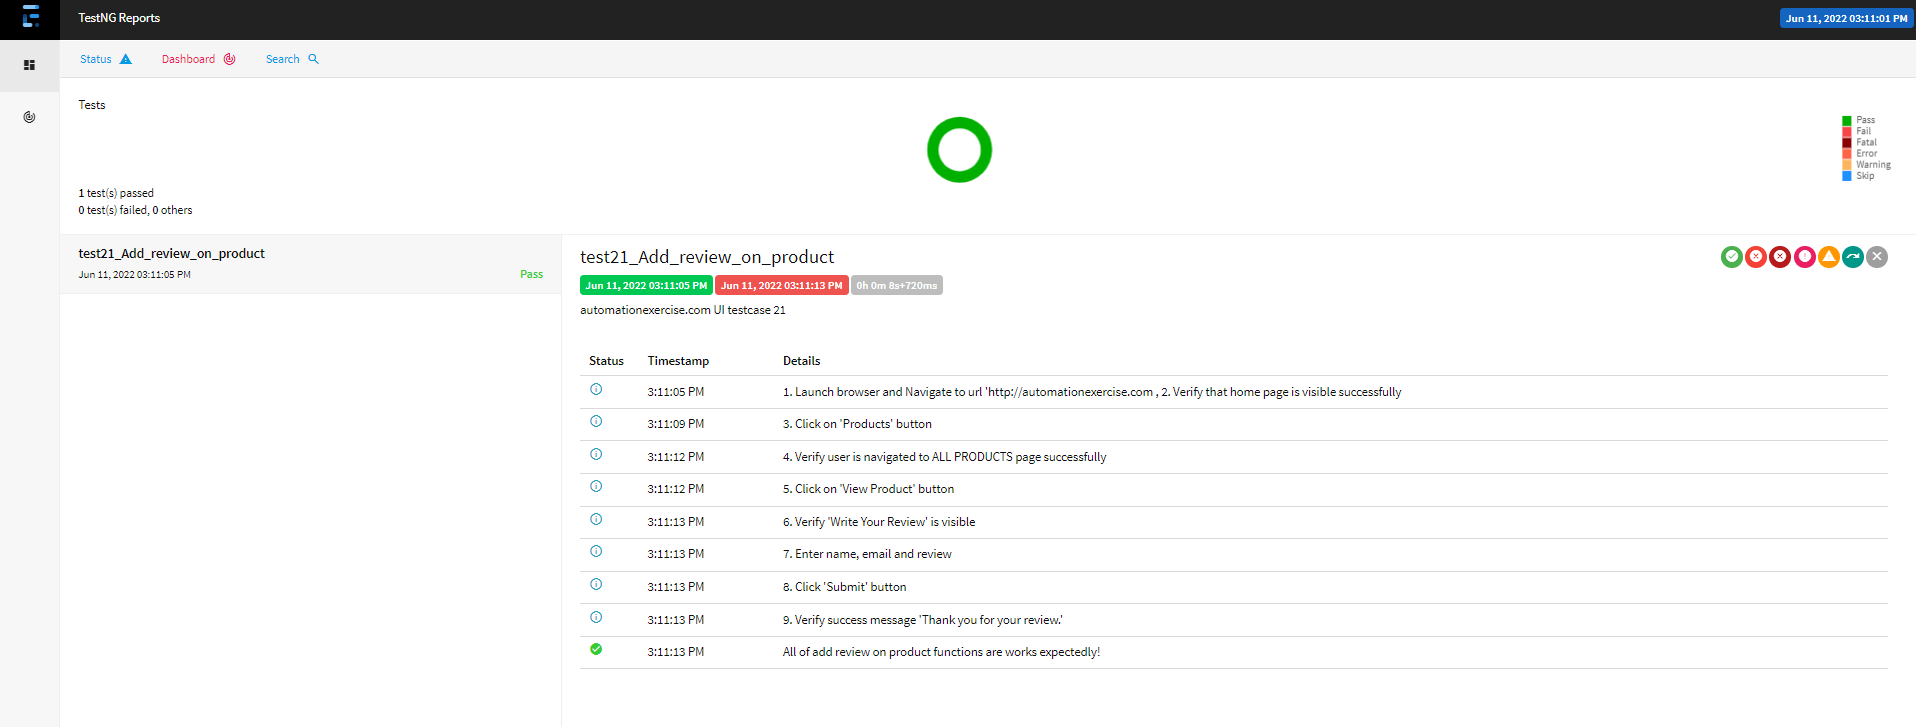 TestNG Reports
Jun 11, 2022 03:11:01 PM
Status
Dashboard
Search
Tests
Pass
Fail
Fatal
Error
Warning
Skip
1 test(s) passed
0 test(s) failed, 0 others
test21_Add_review_on_product
Jun 11, 2022 03:11:05 PM
Pass
test21_Add_review_on_product
Jun 11, 2022 03:11:05 PM Jun 11, 2022 03:11:13 PM 0h 0m 8s+720ms
automationexercise.com UI testcase 21
Status Timestamp Details
3:11:05 PM 1. Launch browser and Navigate to url 'http://automationexercise.com , 2. Verify that home page is visible successfully
3:11:09 PM 3. Click on 'Products' button
3:11:12 PM 4. Verify user is navigated to ALL PRODUCTS page successfully
3:11:12 PM 5. Click on 'View Product' button
3:11:13 PM 6. Verify 'Write Your Review' is visible
3:11:13 PM 7. Enter name, email and review
3:11:13 PM 8. Click 'Submit' button
3:11:13 PM 9. Verify success message 'Thank you for your review.'
3:11:13 PM All of add review on product functions are works expectedly!